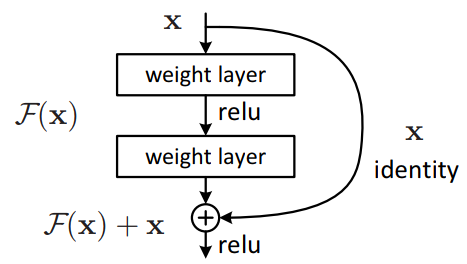 x
weight layer
relu
F(x)
x
weight layer
identity
F(x) + x
+
relu